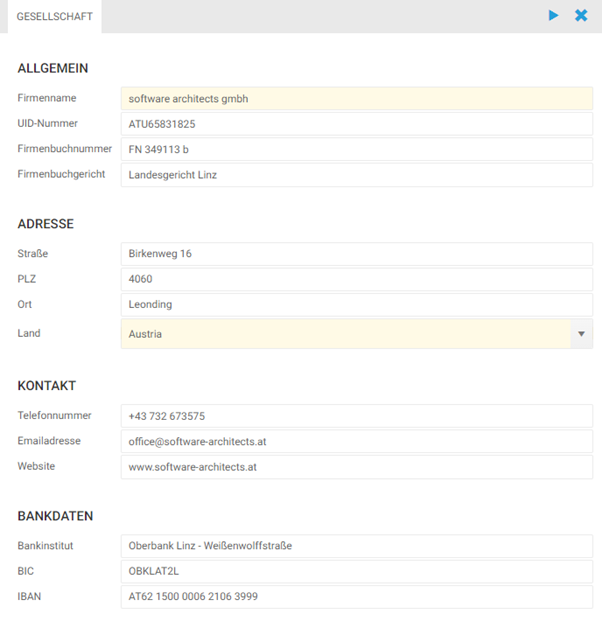 GESELLSCHAFT
ALLGEMEIN
Firmenname software architects gmbh
UID-Nummer ATU65831825
Firmenbuchnummer FN 349113 b
Firmenbuchgericht Landesgericht Linz
ADRESSE
Straße Birkenweg 16
PLZ 4060
Ort Leonding
Land Austria
KONTAKT
Telefonnummer +43 732 673575
Emailadresse office@software-architects.at
Website www.software-architects.at
BANKDATEN
Bankinstitut Oberbank Linz - Weißenwolffstraße
BIC OBKLAT2L
IBAN AT62 1500 0006 2106 3999